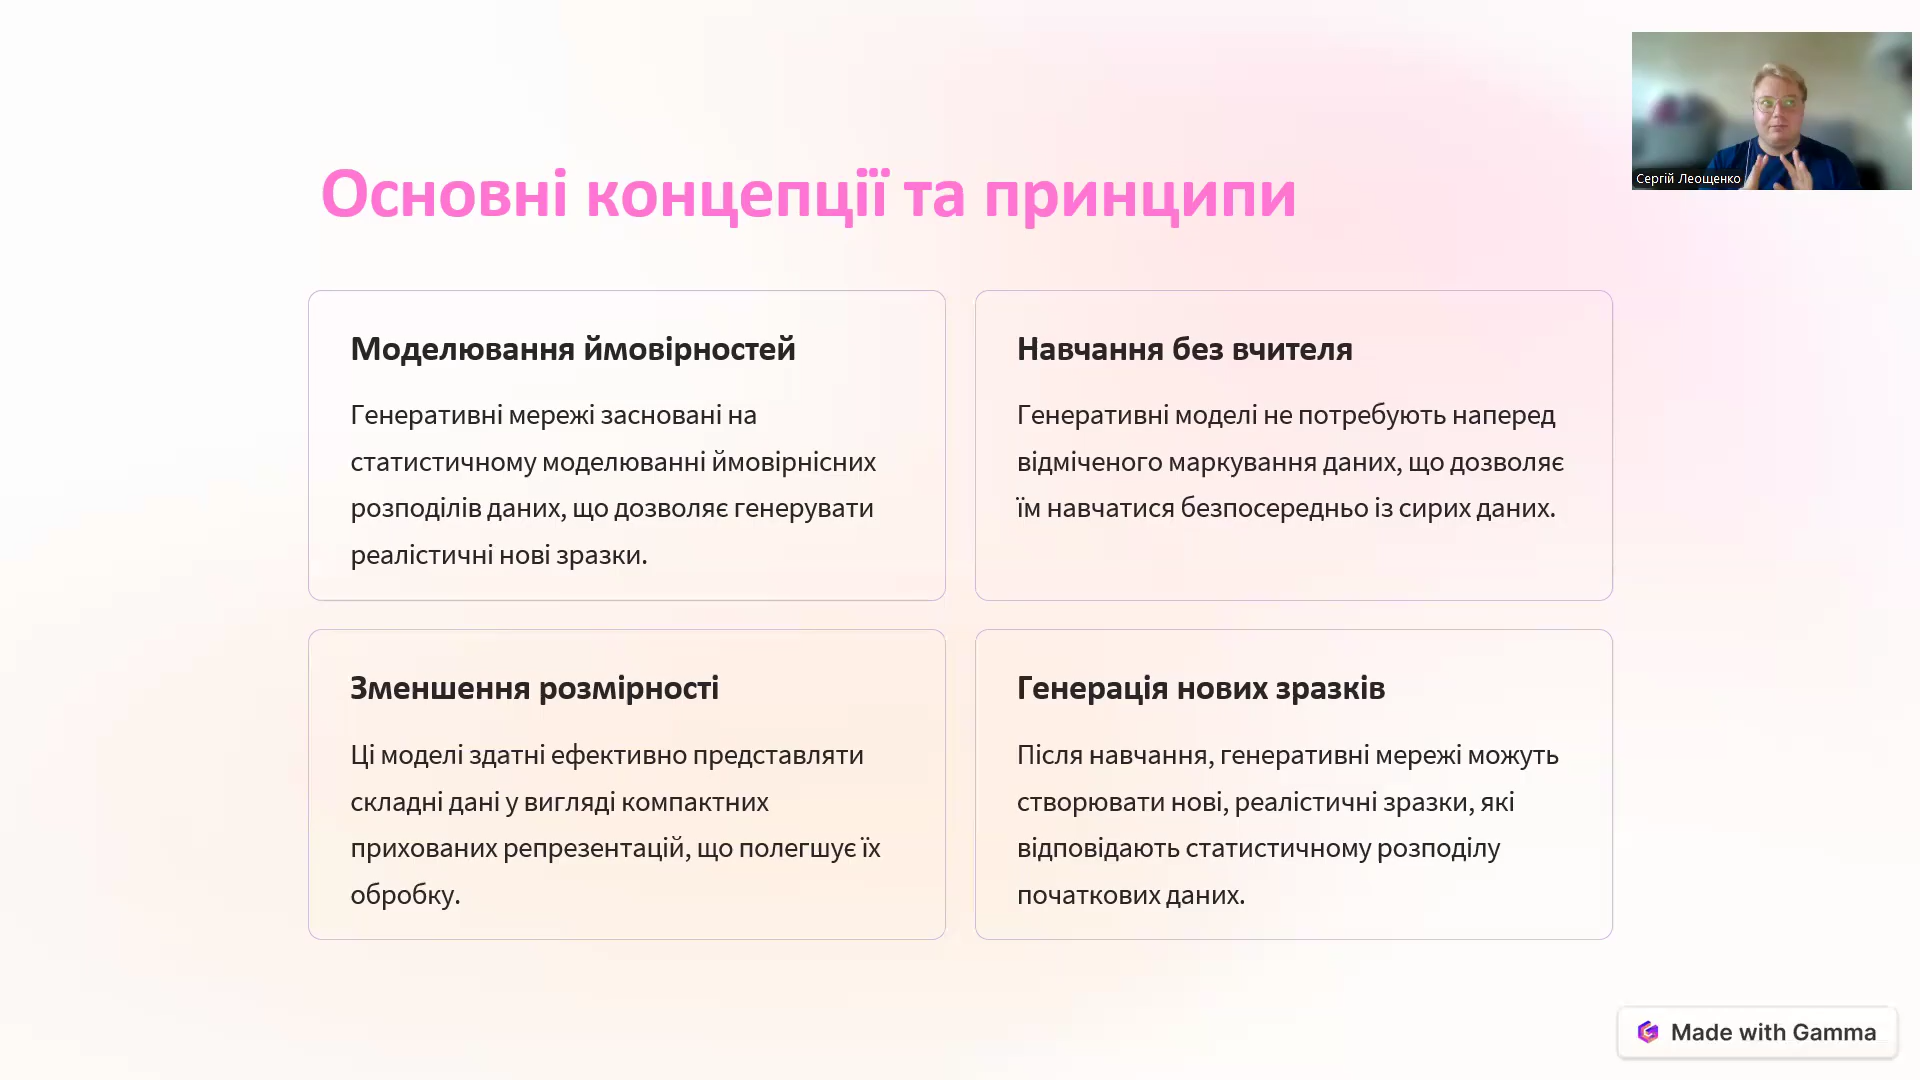 Основні концепції та принципи
Моделювання ймовірностей
Генеративні мережі засновані на
статистичному моделюванні ймовірнісних
розподілів даних, що дозволяє генерувати
реалістичні нові зразки.
Навчання без вчителя
Генеративні моделі не потребують наперед
відміченого маркування даних, що дозволяє
їм навчатися безпосередньо із сирих даних.
Зменшення розмірності
Ці моделі здатні ефективно представляти
складні дані у вигляді компактних
прихованих репрезентацій, що полегшує їх
обробку.
Генерація нових зразків
Після навчання, генеративні мережі можуть
створювати нові, реалістичні зразки, які
відповідають статистичному розподілу
початкових даних.
Сергій Леощенко
Made with Gamma